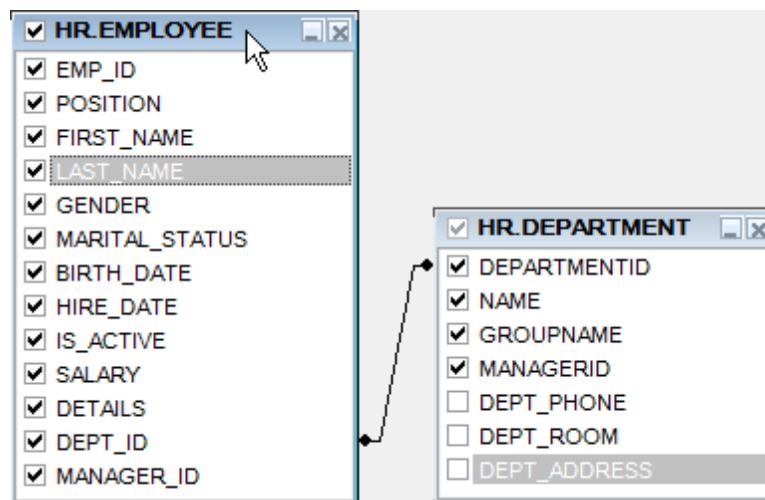 HR.EMPLOYEE
EMP_ID
POSITION
FIRST_NAME
LAST_NAME
GENDER
MARITAL_STATUS
BIRTH_DATE
HIRE_DATE
IS_ACTIVE
SALARY
DETAILS
DEPT_ID
MANAGER_ID
HR.DEPARTMENT
DEPARTMENTID
NAME
GROUPNAME
MANAGERID
DEPT_PHONE
DEPT_ROOM
DEPT_ADDRESS